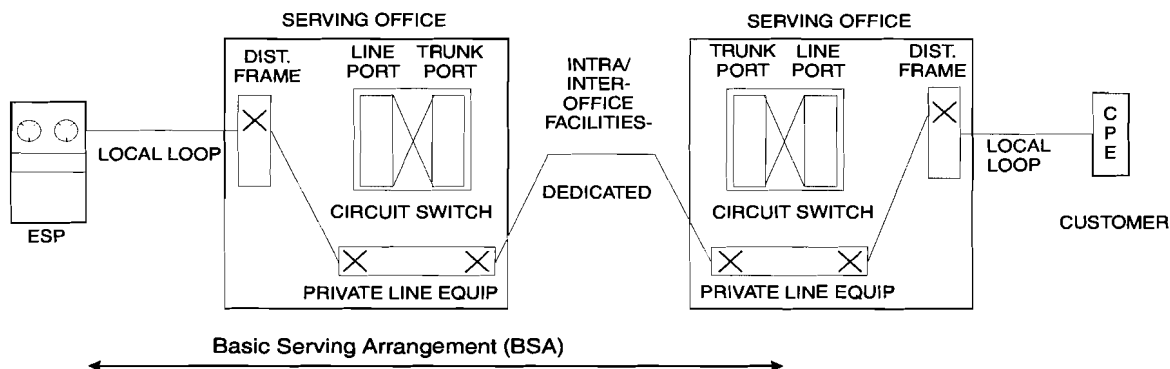 SERVING OFFICE
DIST.
FRAME
LINE
PORT
TRUNK
PORT
CIRCUIT SWITCH
PRIVATE LINE EQUIP
ESP
LOCAL LOOP
INTRA/
INTER-
OFFICE
FACILITIES-
DEDICATED
SERVING OFFICE
TRUNK
PORT
LINE
PORT
DIST.
FRAME
CIRCUIT SWITCH
PRIVATE LINE EQUIP
LOCAL
LOOP
C
P
E
CUSTOMER
Basic Serving Arrangement (BSA)